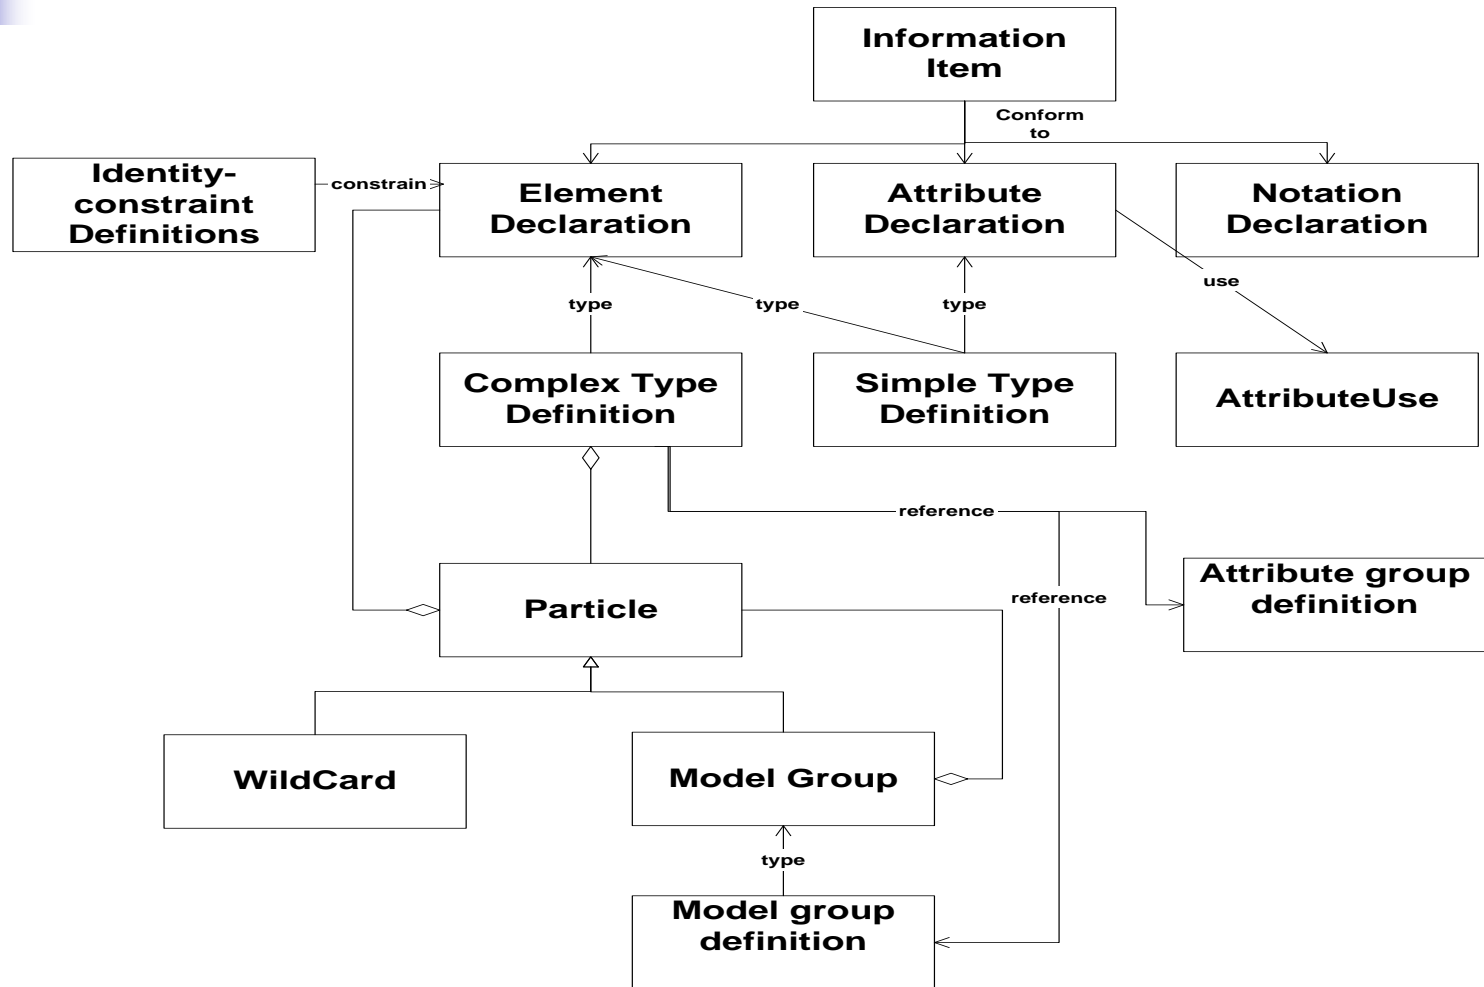 Information
Item
Conform
to
Identity-
constraint
Definitions
constrain
Element
Declaration
Attribute
Declaration
Notation
Declaration
use
type
type
type
Complex Type
Definition
Simple Type
Definition
AttributeUse
reference
Attribute group
definition
reference
Particle
WildCard
Model Group
type
Model group
definition